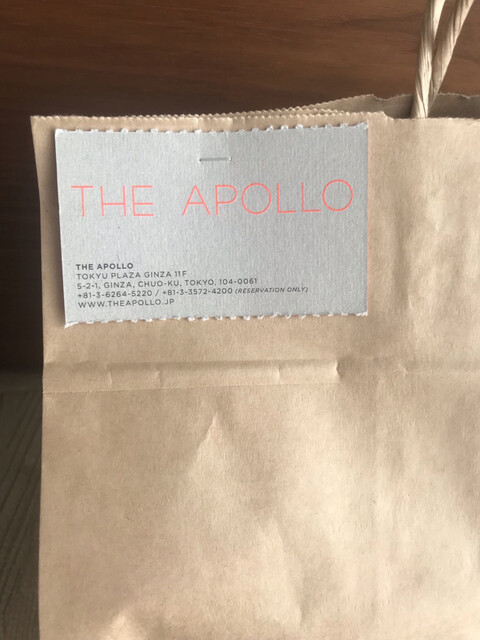 THE APOLLO
THE APOLLO
TOKYU PLAZA GINZA 11F
5-2-1, GINZA, CHUO-KU, TOKYO, 104-0061
+81-3-6264-5220 / +81-3-3572-4200 (RESERVATION ONLY)
WWW.THEAPOLLO.JP